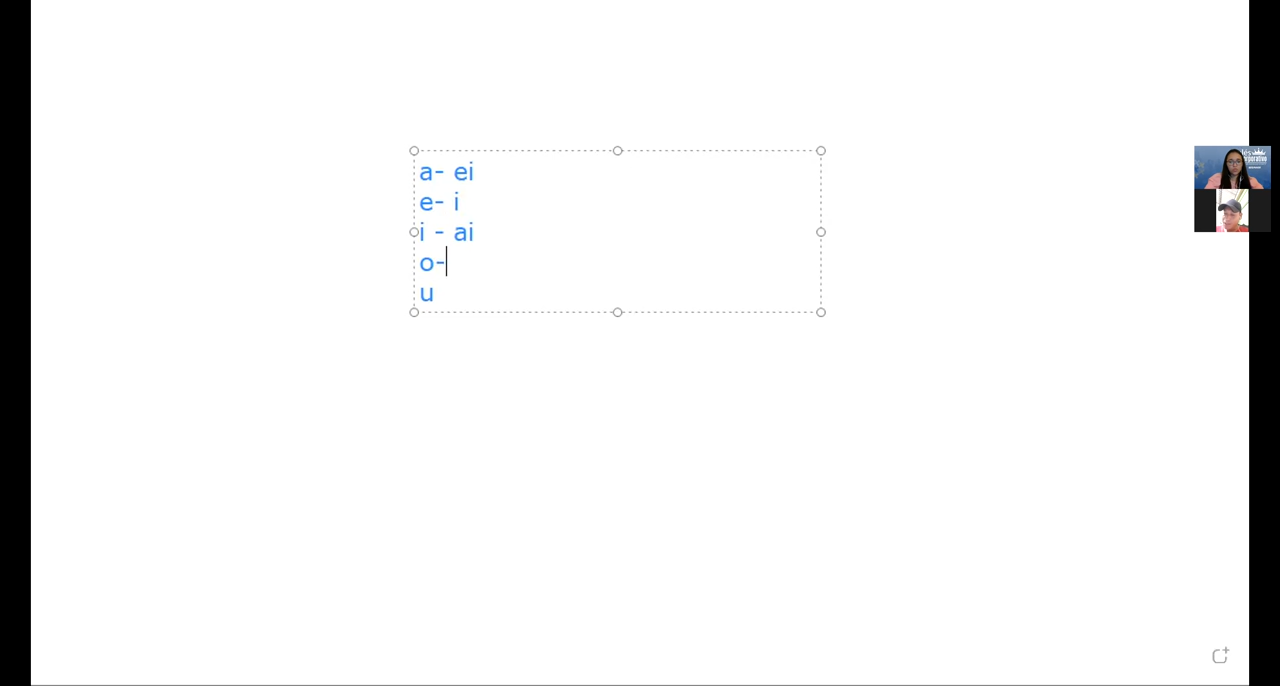 a- ei
e- i
i - ai
o-
u